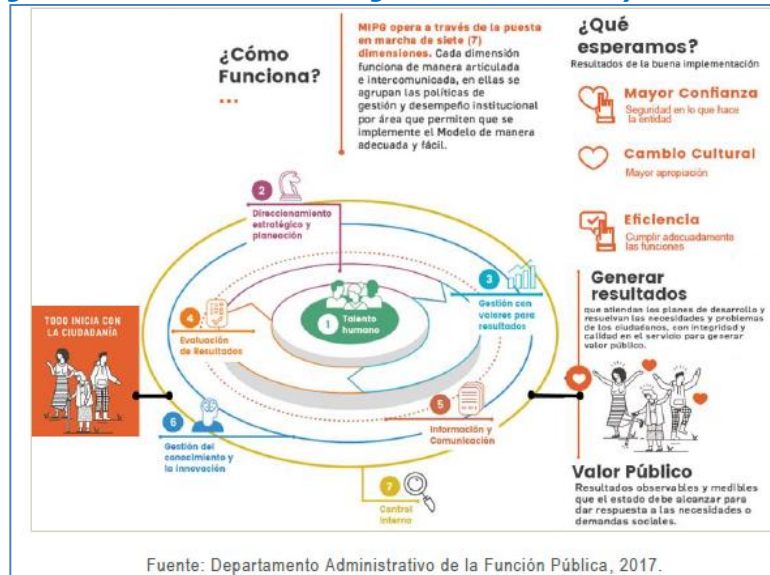 ¿Cómo
Funciona?
...
MIPG opera a través de la puesta
en marcha de siete (7)
dimensiones. Cada dimensión
funciona de manera articulada
e intercomunicada, en ellas se
agrupan las políticas de
gestión y desempeño institucional
por área que permiten que se
implemente el Modelo de manera
adecuada y fácil.
¿Qué
esperamos?
Resultados de la buena implementación
Mayor Confianza
Seguridad en lo que hace
la entidad
Cambio Cultural
Mayor apropiación
Eficiencia
Cumplir adecuadamente
las funciones
Generar
resultados
que atiendan los planes de desarrollo y
resuelvan las necesidades y problemas
de los ciudadanos, con integridad y
calidad en el servicio para generar
valor público.
Valor Público
Resultados observables y medibles
que el estado debe alcanzar para
dar respuesta a las necesidades o
demandas sociales.
TODO INICIA CON
LA CIUDADANÍA
2
Direccionamiento
estratégico y
planeación
3
Gestión con
valores para
resultados
1 Talento
humano
4
Evaluación
de Resultados
5
Información y
Comunicación
6
Gestión del
conocimiento y
la innovación
7
Control
Interno
Fuente: Departamento Administrativo de la Función Pública, 2017.